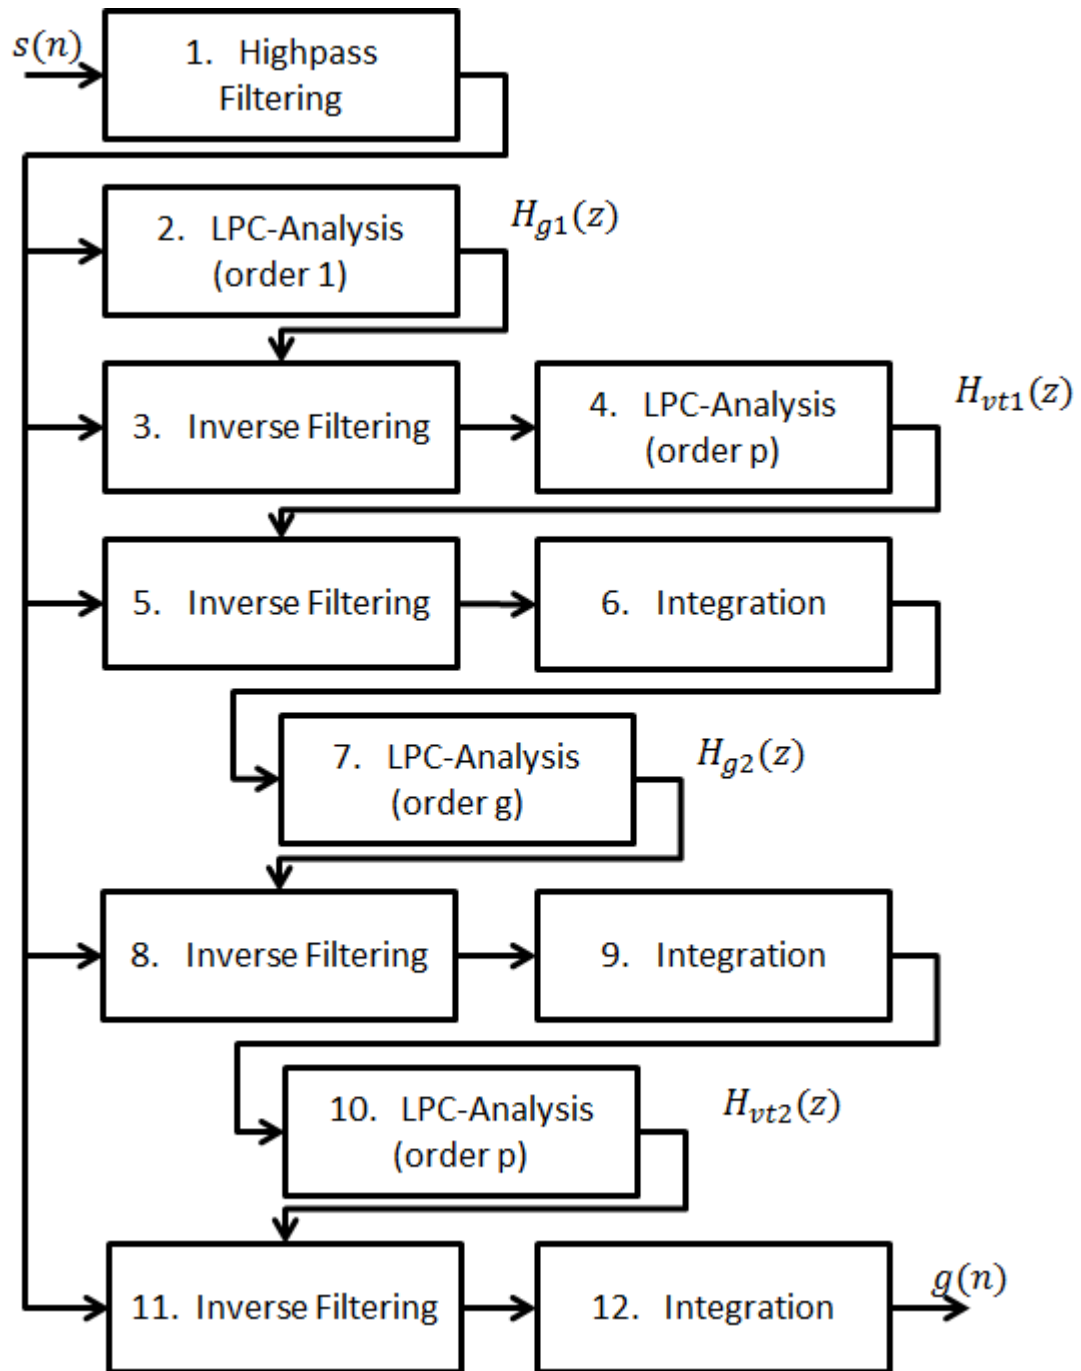 s(n)
1. Highpass
Filtering
2. LPC-Analysis
(order 1)
H_{g1}(z)
3. Inverse Filtering
4. LPC-Analysis
(order p)
H_{vt1}(z)
5. Inverse Filtering
6. Integration
7. LPC-Analysis
(order g)
H_{g2}(z)
8. Inverse Filtering
9. Integration
10. LPC-Analysis
(order p)
H_{vt2}(z)
11. Inverse Filtering
12. Integration
g(n)